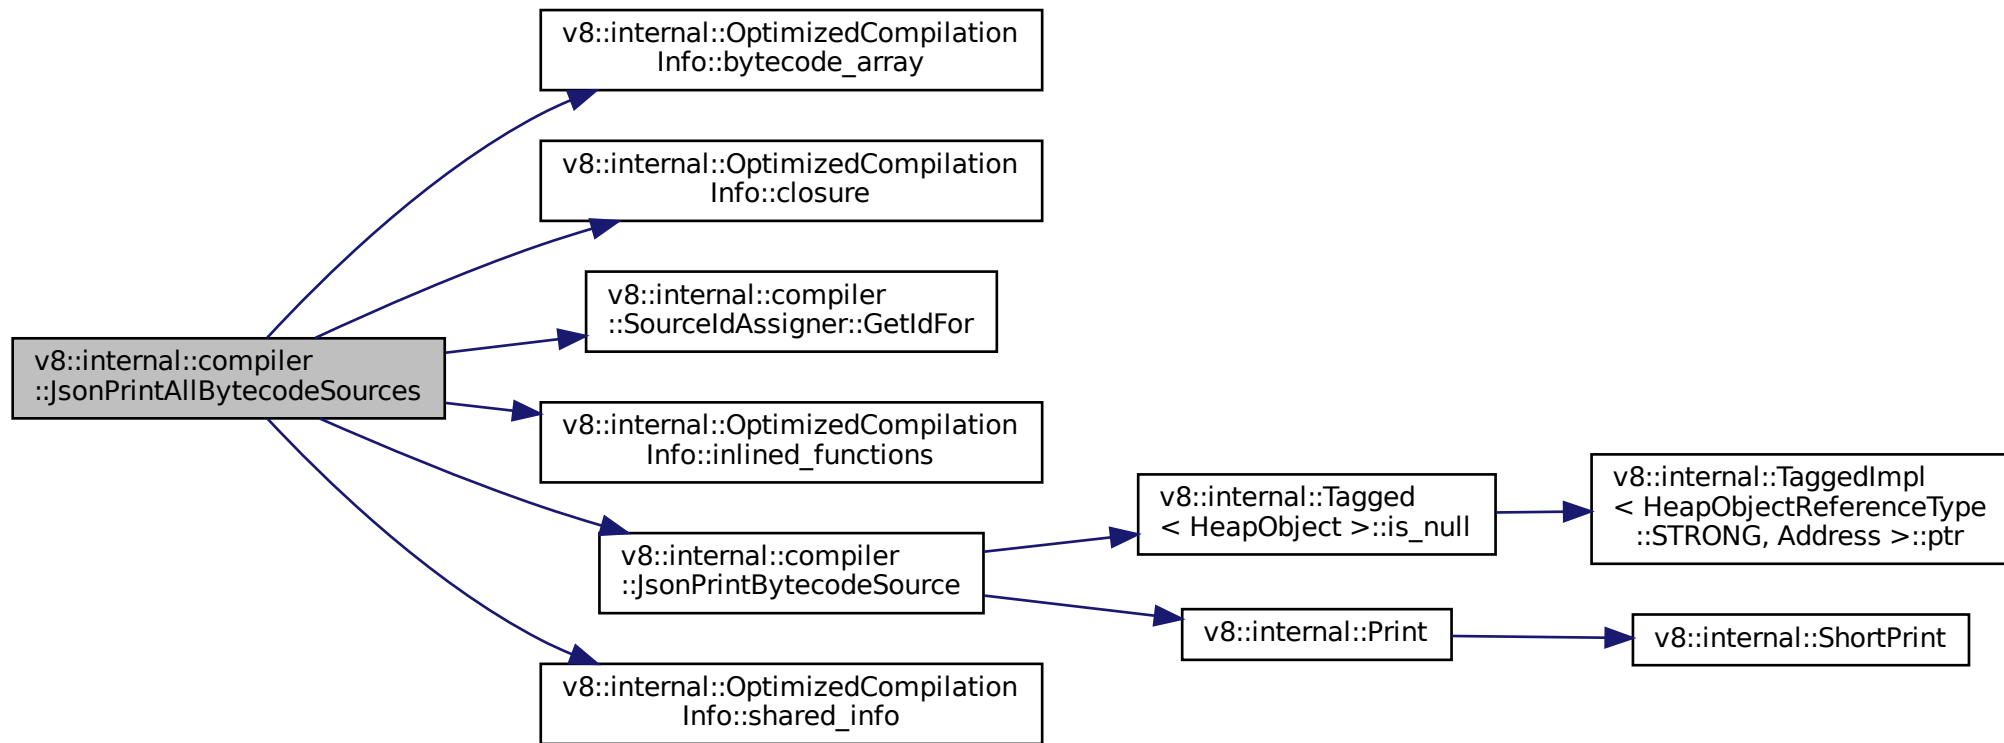 v8::internal::OptimizedCompilation
Info::bytecode_array
v8::internal::OptimizedCompilation
Info::closure
v8::internal::compiler
::SourceIdAssigner::GetIdFor
v8::internal::compiler
::JsonPrintAllBytecodeSources
v8::internal::OptimizedCompilation
Info::inlined_functions
v8::internal::compiler
::JsonPrintBytecodeSource
v8::internal::Tagged
< HeapObject >::is_null
v8::internal::TaggedImpl
< HeapObjectReferenceType
::STRONG, Address >::ptr
v8::internal::Print
v8::internal::ShortPrint
v8::internal::OptimizedCompilation
Info::shared_info